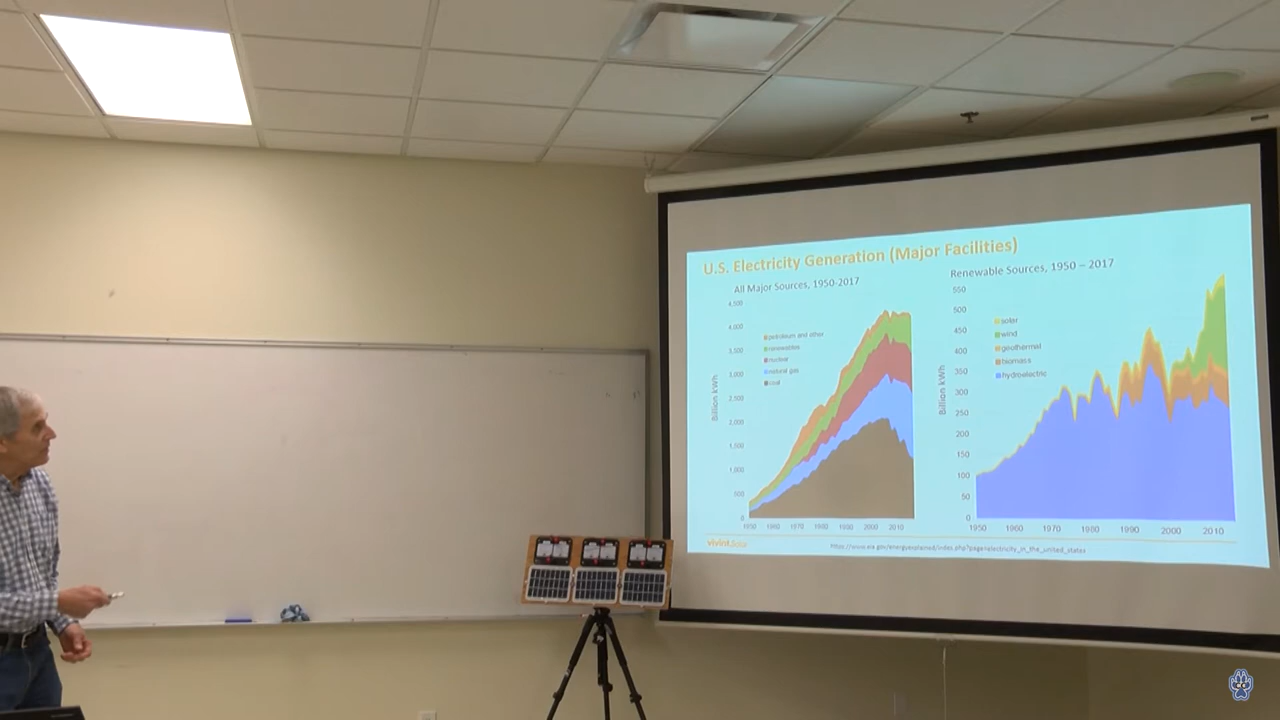 U.S. Electricity Generation (Major Facilities)
All Major Sources, 1950-2017
4,500
4,000
3,500
3,000
2,500
2,000
1,500
1,000
500
0
Billion kWh
petroleum and other
renewables
nuclear
natural gas
coal
1950 1960 1970 1980 1990 2000 2010
Renewable Sources, 1950 – 2017
550
500
450
400
350
300
250
200
150
100
50
0
Billion kWh
solar
wind
geothermal
biomass
hydroelectric
1950 1960 1970 1980 1990 2000 2010
vivint.Solar
https://www.eia.gov/energyexplained/index.php?page=electricity_in_the_united_states